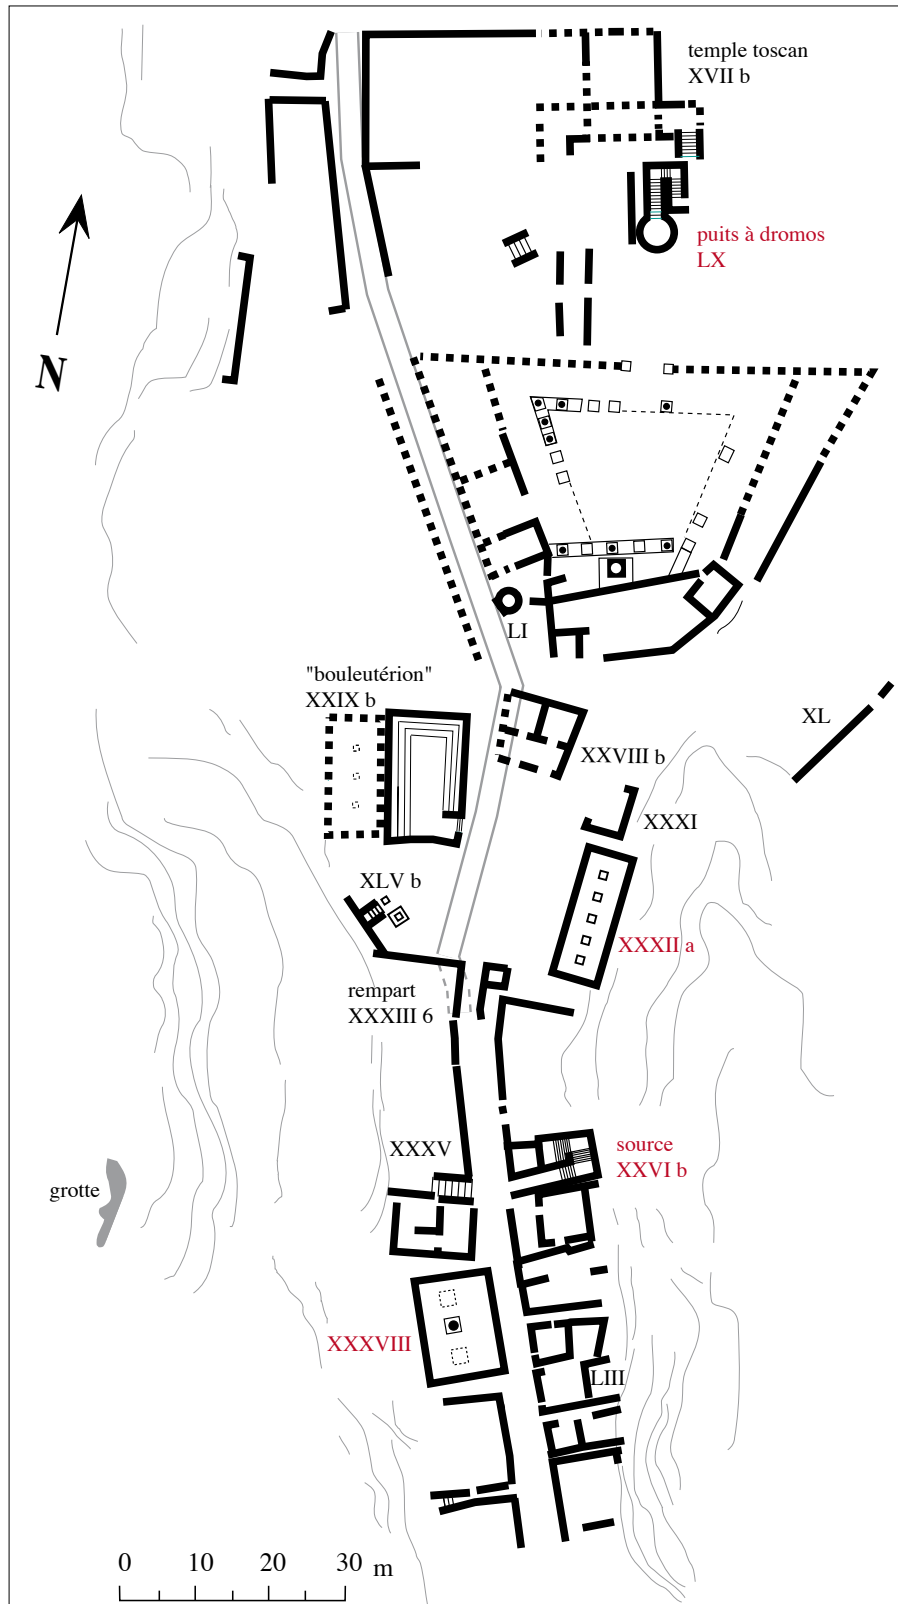 temple toscan
XVII b
puits à dromos
LX
N
LI
"bouleutérion"
XXIX b
XL
XXVIII b
XXXI
XLV b
XXXII a
rempart
XXXIII 6
XXXV
source
XXVI b
grotte
XXXVIII
LIII
0 10 20 30 m